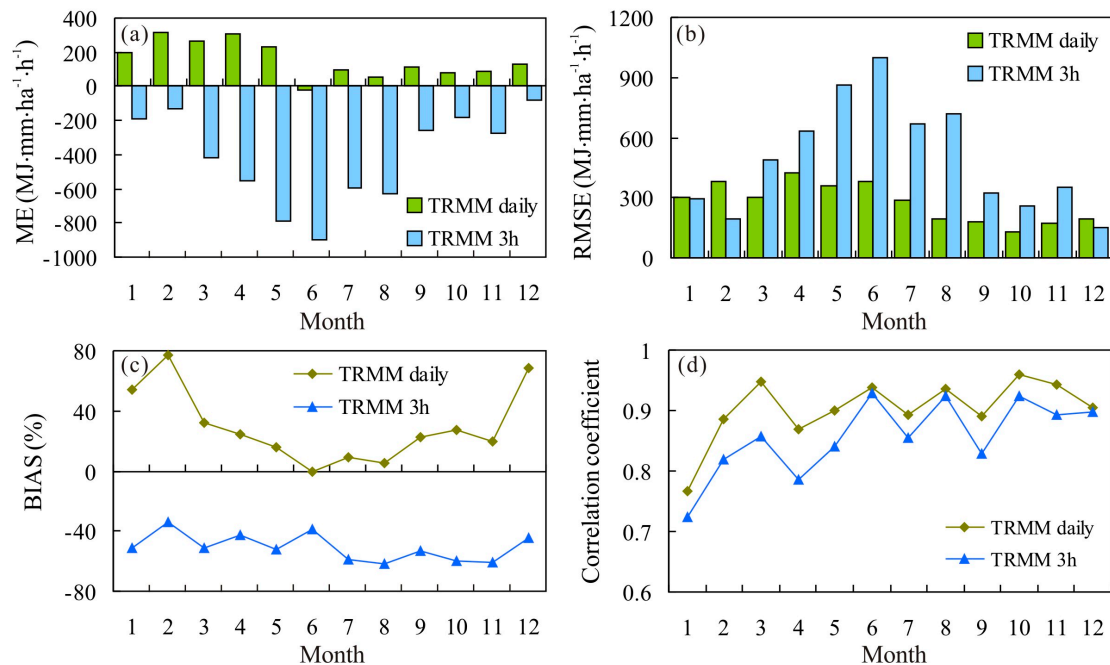 (a)
ME (MJ·mm·ha⁻¹·h⁻¹)
400
200
0
-200
-400
-600
-800
-1000
TRMM daily
TRMM 3h
1 2 3 4 5 6 7 8 9 10 11 12
Month
(b)
RMSE (MJ·mm·ha⁻¹·h⁻¹)
1200
900
600
300
0
TRMM daily
TRMM 3h
1 2 3 4 5 6 7 8 9 10 11 12
Month
(c)
BIAS (%)
80
40
0
-40
-80
TRMM daily
TRMM 3h
1 2 3 4 5 6 7 8 9 10 11 12
Month
(d)
Correlation coefficient
1
0.9
0.8
0.7
0.6
TRMM daily
TRMM 3h
1 2 3 4 5 6 7 8 9 10 11 12
Month